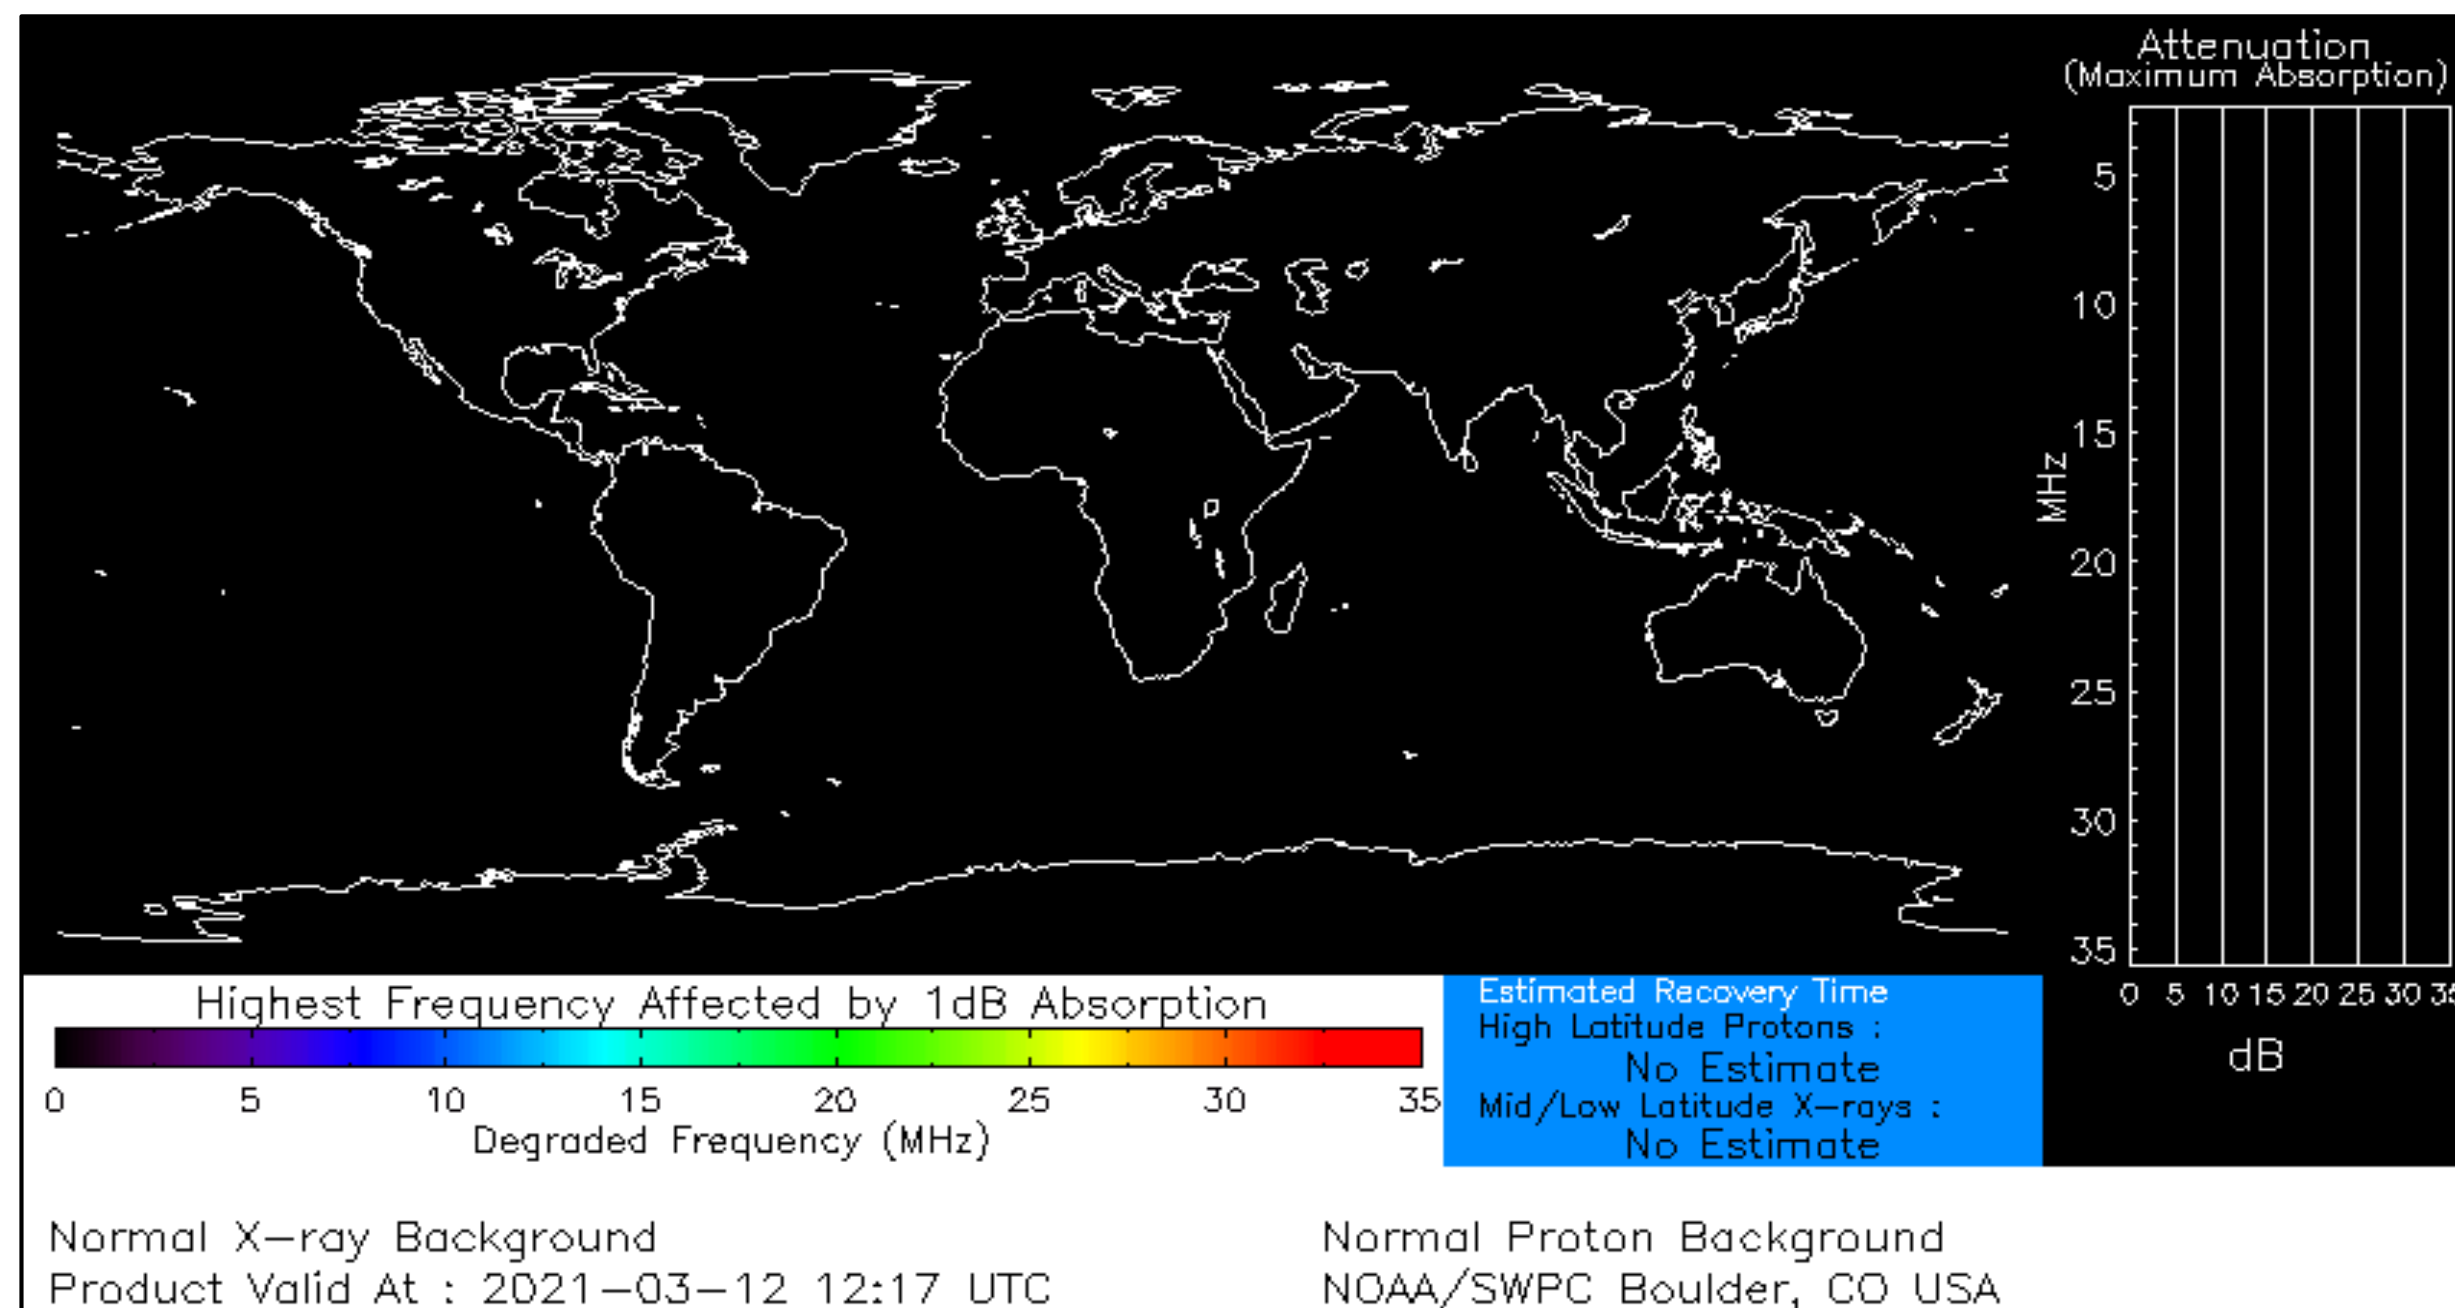 Attenuation
(Maximum Absorption)
5
10
15
20
25
30
35
MHz
0 5 10 15 20 25 30
dB
Highest Frequency Affected by 1dB Absorption
0 5 10 15 20 25 30 35
Degraded Frequency (MHz)
Estimated Recovery Time
High Latitude Protons :
No Estimate
Mid/Low Latitude X-rays :
No Estimate
Normal X-ray Background
Normal Proton Background
Product Valid At : 2021-03-12 12:17 UTC
NOAA/SWPC Boulder, CO USA